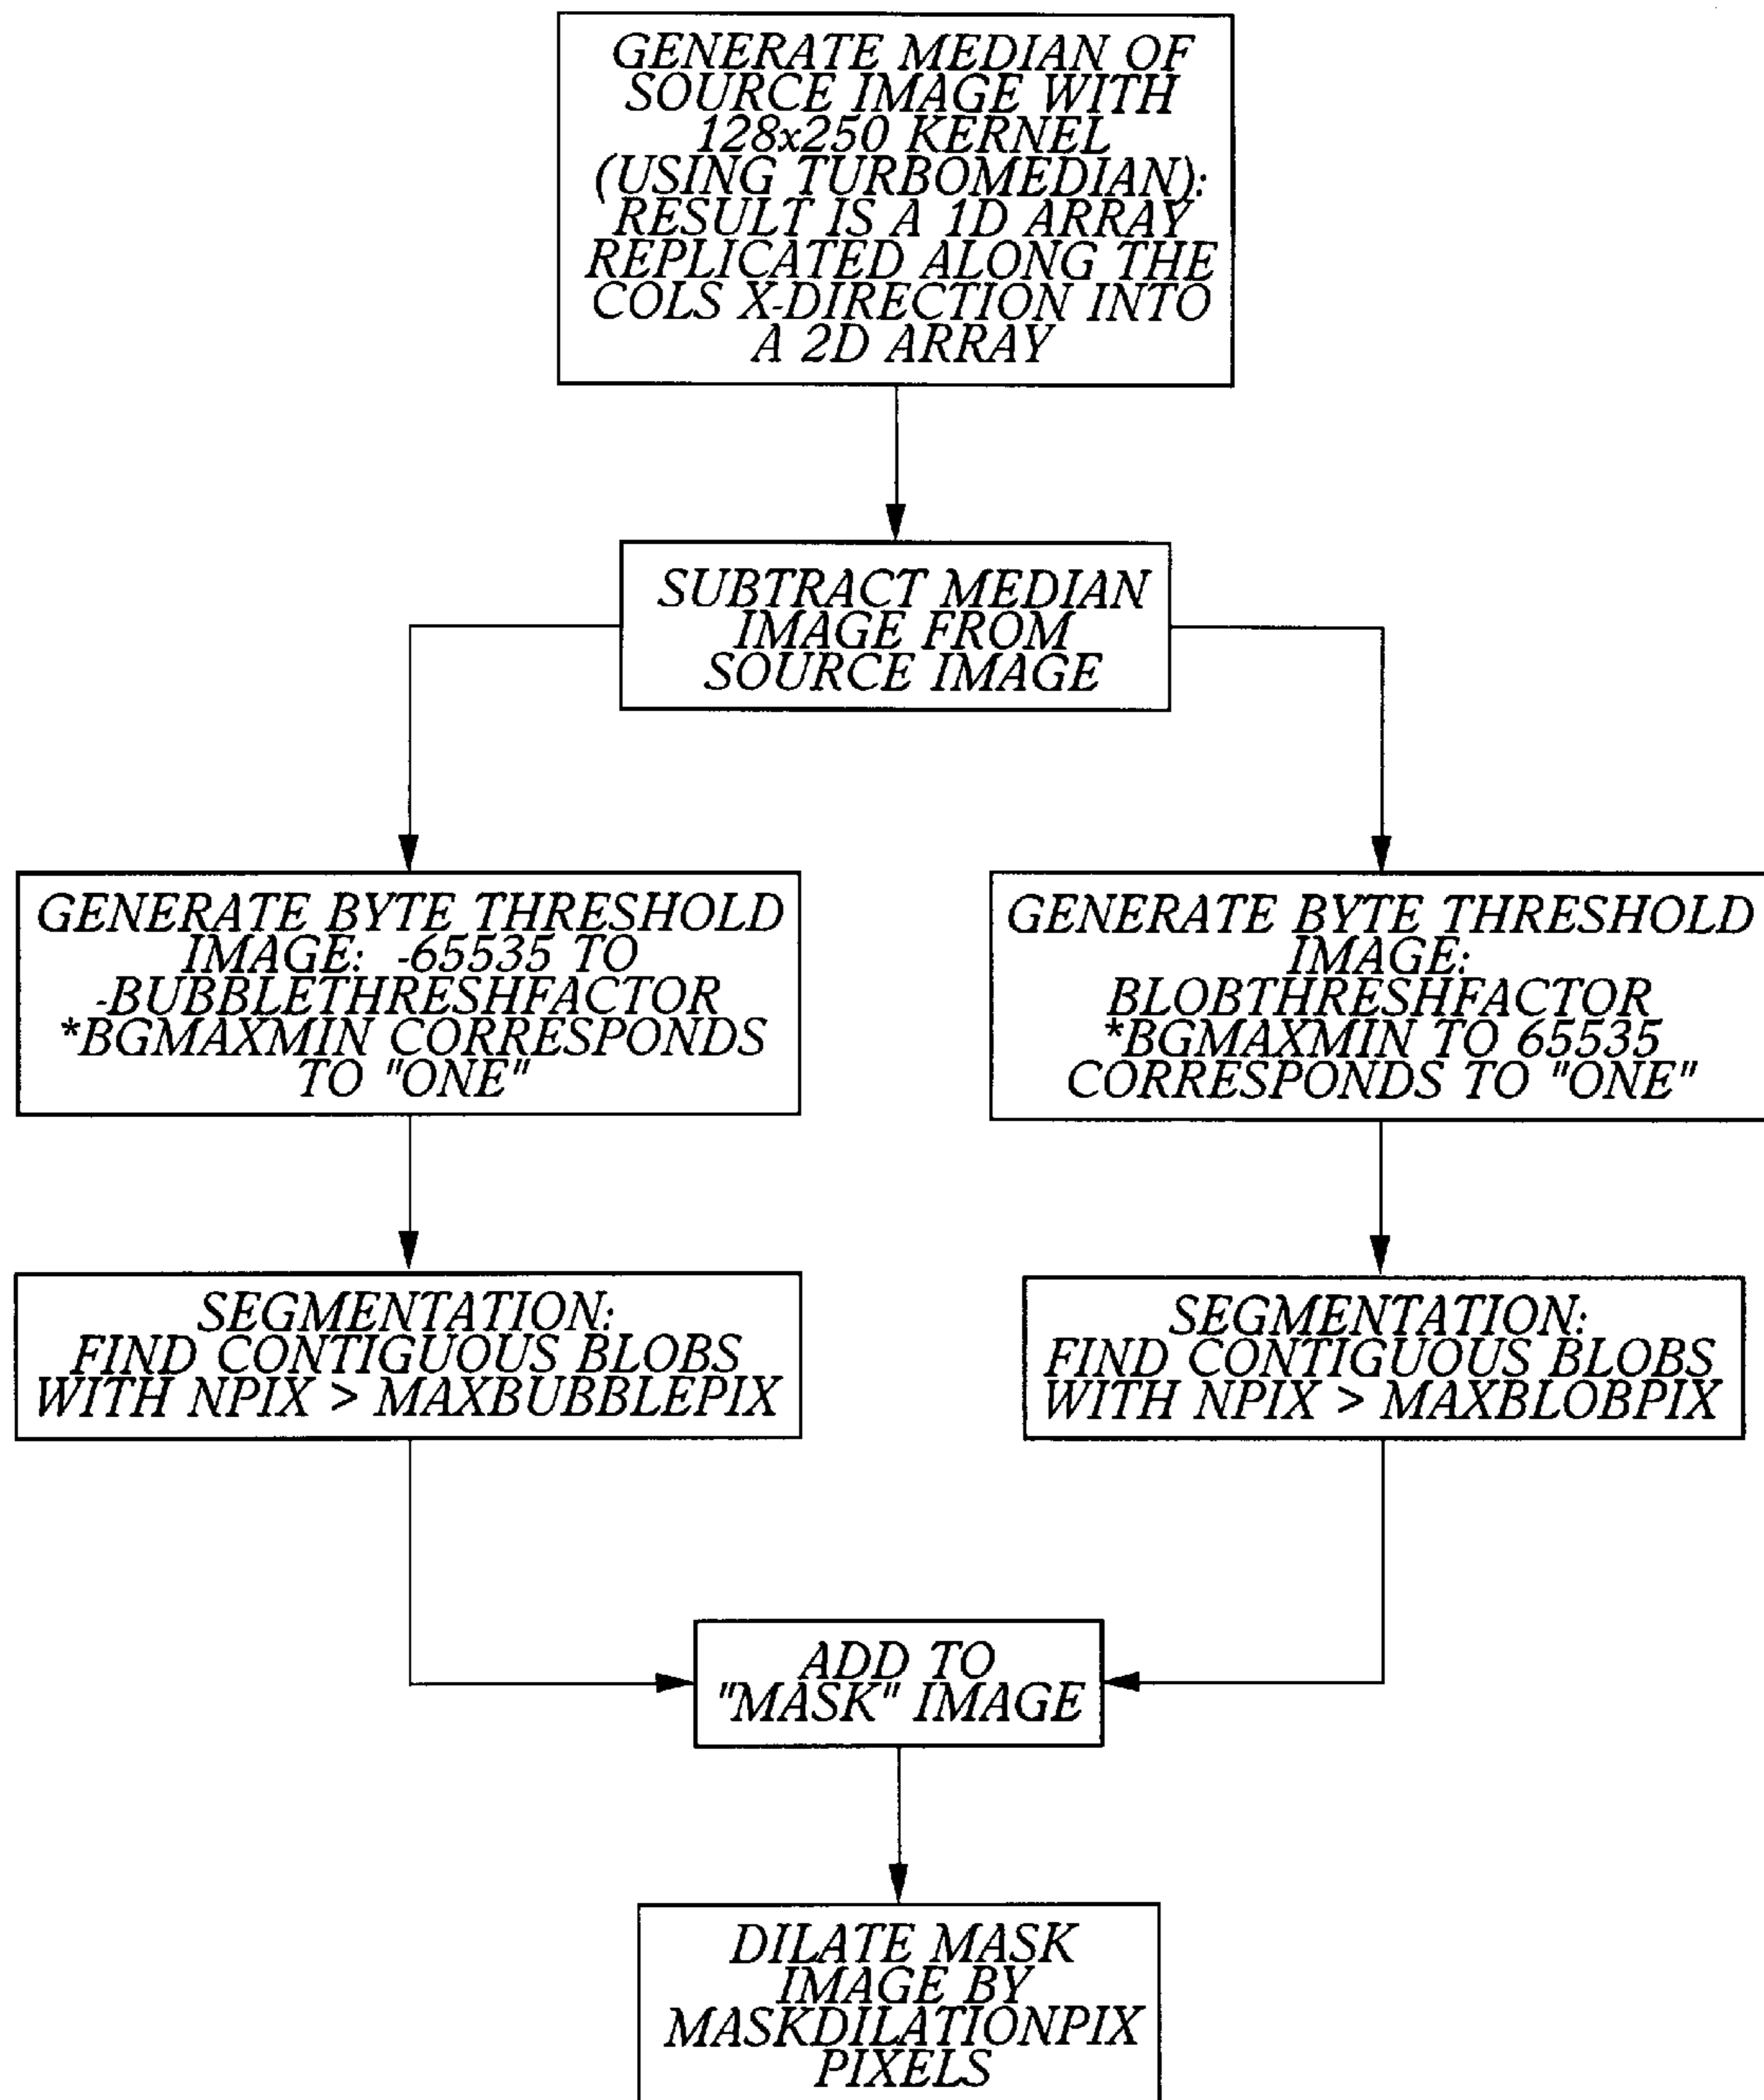 GENERATE MEDIAN OF
SOURCE IMAGE WITH
128x250 KERNEL
(USING TURBOMEDIAN):
RESULT IS A 1D ARRAY
REPLICATED ALONG THE
COLS X-DIRECTION INTO
A 2D ARRAY
SUBTRACT MEDIAN
IMAGE FROM
SOURCE IMAGE
GENERATE BYTE THRESHOLD
IMAGE: -65535 TO
-BUBBLETHRESHFACTOR
*BGMAXMIN CORRESPONDS
TO "ONE"
GENERATE BYTE THRESHOLD
IMAGE:
BLOBTHRESHFACTOR
*BGMAXMIN TO 65535
CORRESPONDS TO "ONE"
SEGMENTATION:
FIND CONTIGUOUS BLOBS
WITH NPIX > MAXBUBBLEPIX
SEGMENTATION:
FIND CONTIGUOUS BLOBS
WITH NPIX > MAXBLOBPIX
ADD TO
"MASK" IMAGE
DILATE MASK
IMAGE BY
MASKDILATIONPIX
PIXELS